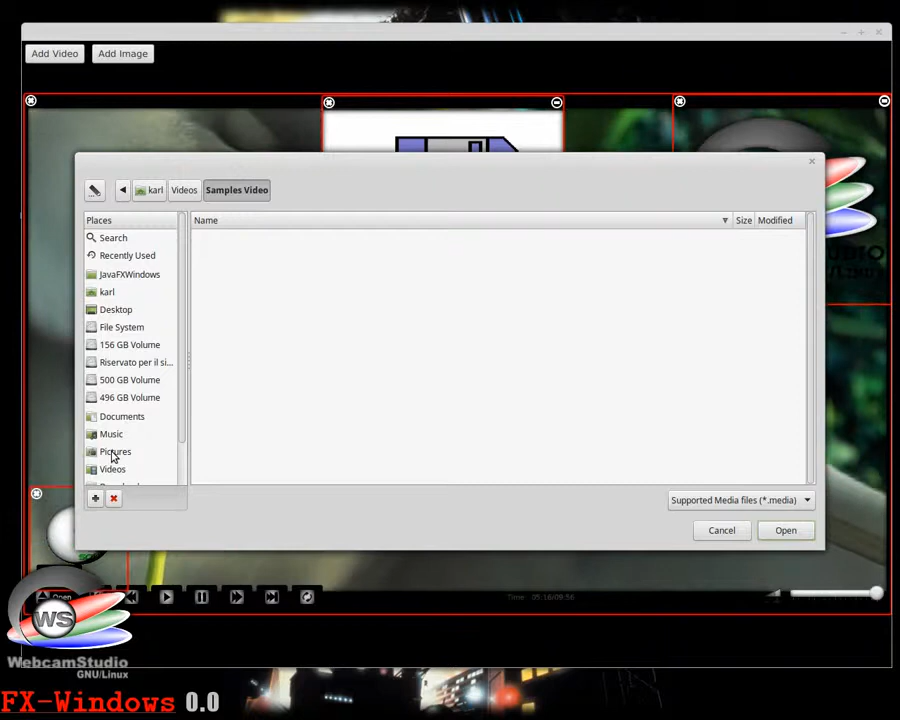 Add Video
Add Image
karl
Videos
Samples Video
Places
Name
Size
Modified
Search
Recently Used
JavaFXWindows
karl
Desktop
File System
156 GB Volume
Riservato per il si...
500 GB Volume
496 GB Volume
Documents
Music
Pictures
Videos
Supported Media files (*.media)
Cancel
Open
Open
Time: 05.16/09:56
WS
WebcamStudio
GNU/Linux
FX-Windows 0.0